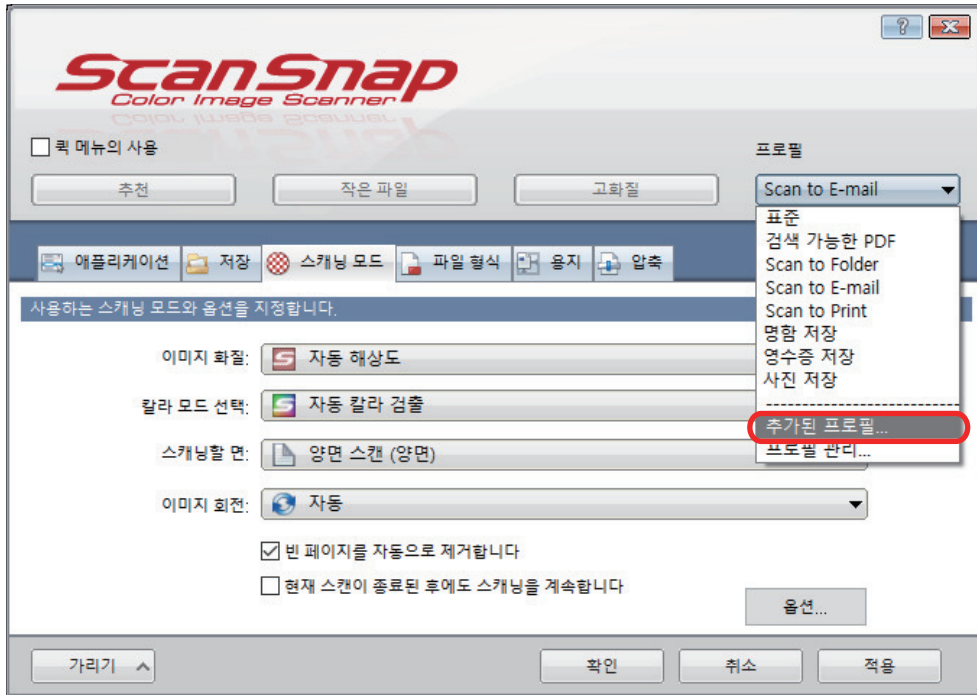 ScanSnap
Color Image Scanner
퀵 메뉴의 사용
프로필
추천
작은 파일
고화질
Scan to E-mail
표준
검색 가능한 PDF
Scan to Folder
Scan to E-mail
Scan to Print
명함 저장
영수증 저장
사진 저장
추가된 프로필...
프로필 관리...
애플리케이션
저장
스캐닝 모드
파일 형식
용지
압축
사용하는 스캐닝 모드와 옵션을 지정합니다.
이미지 화질:
자동 해상도
칼라 모드 선택:
자동 칼라 검출
스캐닝할 면:
양면 스캔 (양면)
이미지 회전:
자동
빈 페이지를 자동으로 제거합니다
현재 스캔이 종료된 후에도 스캐닝을 계속합니다
옵션...
가리기
확인
취소
적용